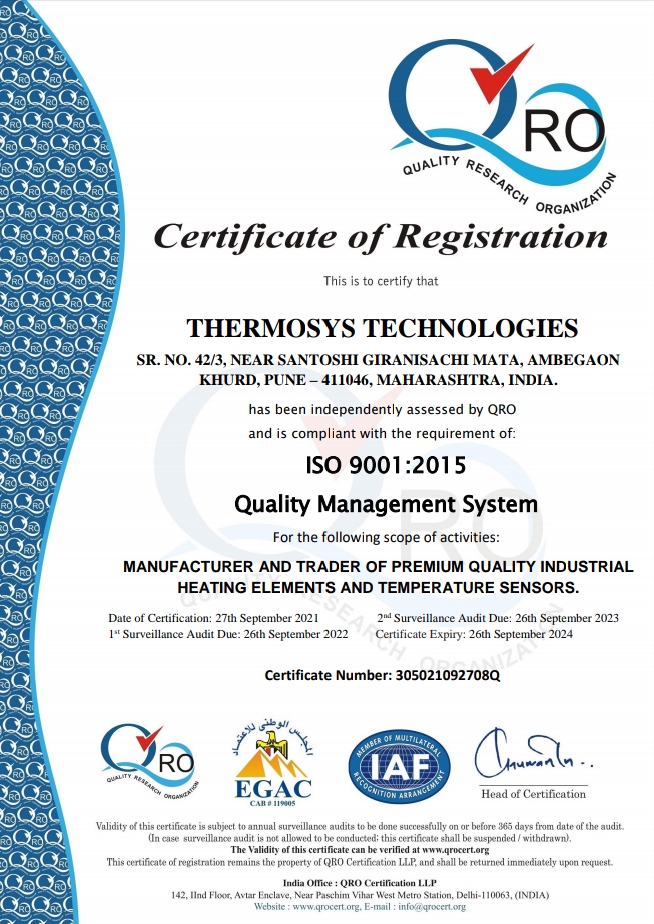 QRO
QUALITY RESEARCH ORGANIZATION
Certificate of Registration
This is to certify that
THERMOSYS TECHNOLOGIES
SR. NO. 42/3, NEAR SANTOSHI GIRANISACHI MATA, AMBEGAON
KHURD, PUNE – 411046, MAHARASHTRA, INDIA.
has been independently assessed by QRO
and is compliant with the requirement of:
ISO 9001:2015
Quality Management System
For the following scope of activities:
MANUFACTURER AND TRADER OF PREMIUM QUALITY INDUSTRIAL
HEATING ELEMENTS AND TEMPERATURE SENSORS.
Date of Certification: 27th September 2021 2nd Surveillance Audit Due: 26th September 2023
1st Surveillance Audit Due: 26th September 2022 Certificate Expiry: 26th September 2024
Certificate Number: 305021092708Q
QRO
QUALITY RESEARCH ORGANIZATION
المجلس الوطني للاعتماد
EGAC
CAB # 119005
MEMBER OF MULTILATERAL
IAF
RECOGNITION ARRANGEMENT
Head of Certification
Validity of this certificate is subject to annual surveillance audits to be done successfully on or before 365 days from date of the audit.
(In case surveillance audit is not allowed to be conducted; this certificate shall be suspended / withdrawn).
The Validity of this certificate can be verified at www.qrocert.org
This certificate of registration remains the property of QRO Certification LLP, and shall be returned immediately upon request.
India Office : QRO Certification LLP
142, IInd Floor, Avtar Enclave, Near Paschim Vihar West Metro Station, Delhi-110063, (INDIA)
Website : www.qrocert.org, E-mail : info@qrocert.org